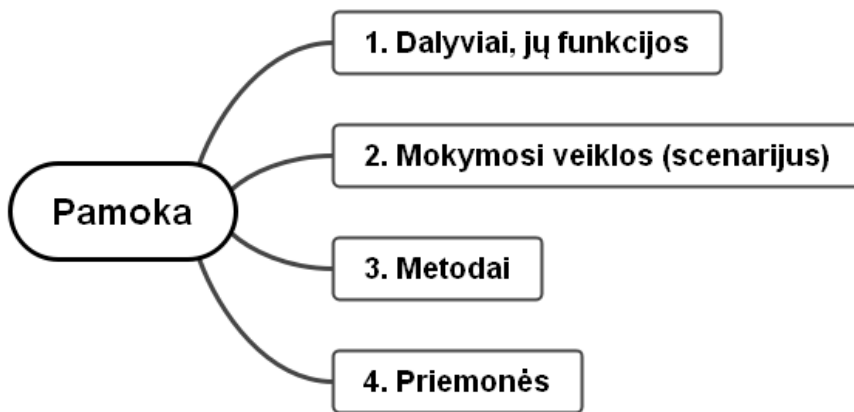 Pamoka
1. Dalyviai, jų funkcijos
2. Mokymosi veiklos (scenarijus)
3. Metodai
4. Priemonės